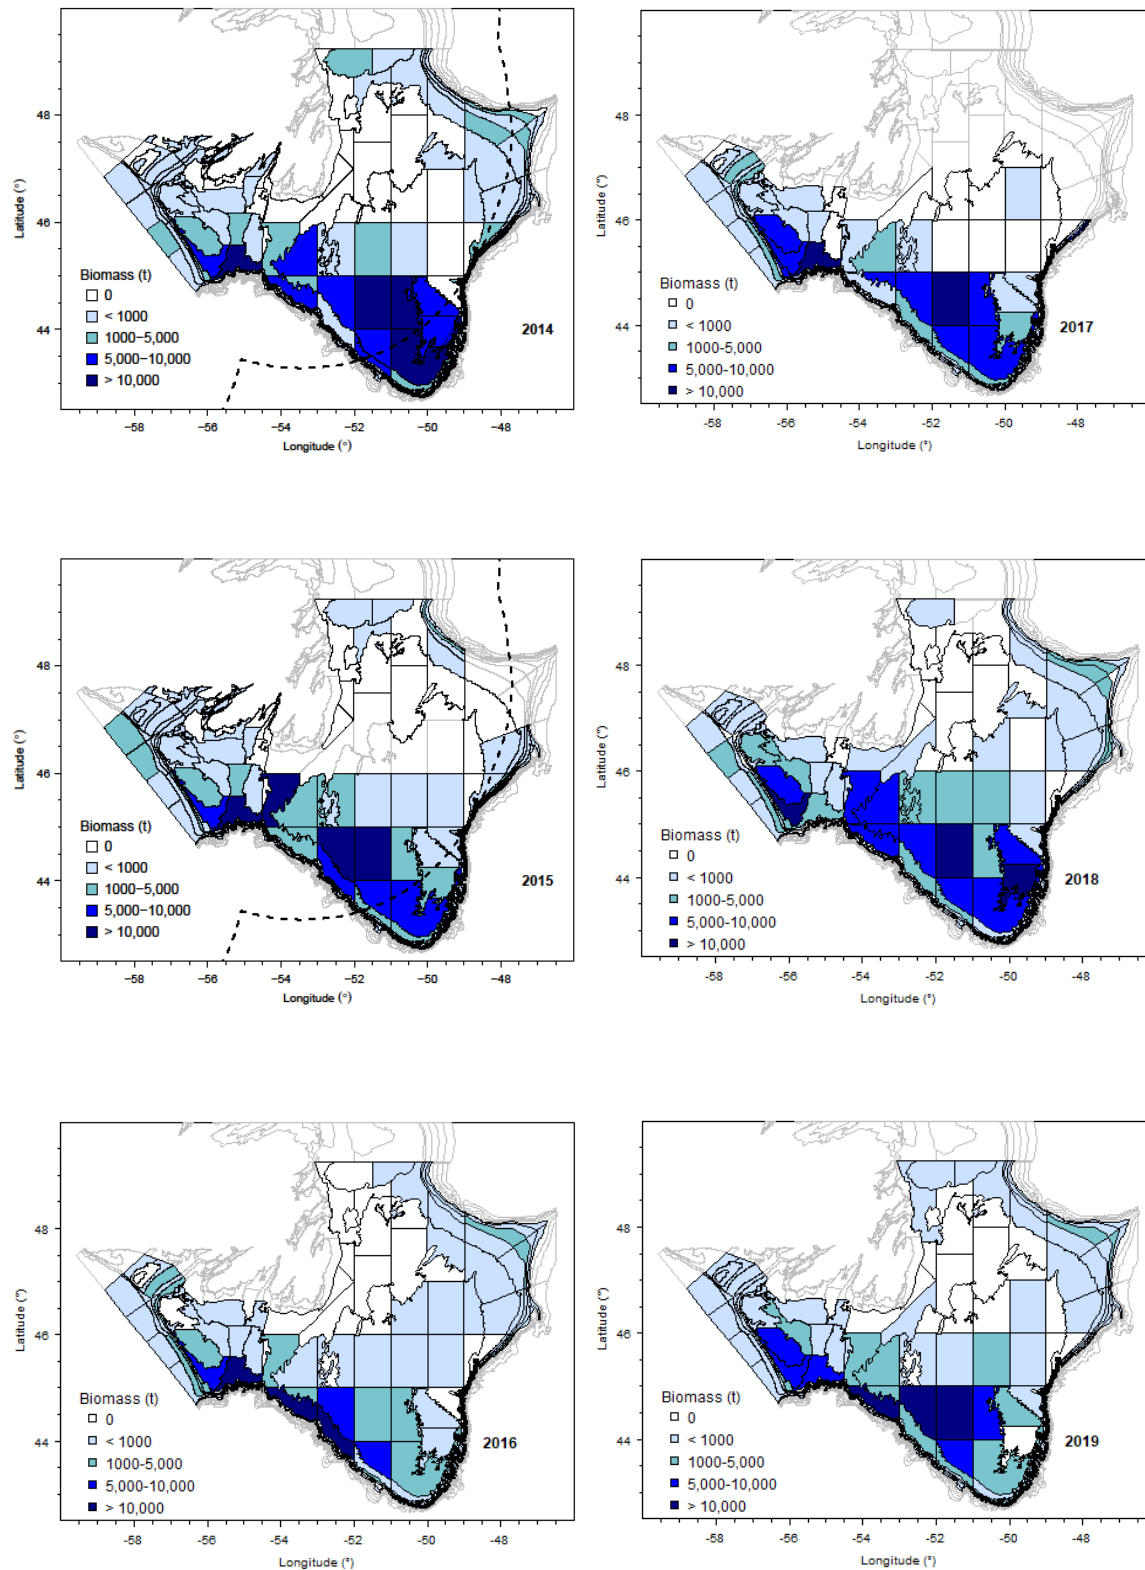 Latitude (°)
48
46
44
Biomass (t)
0
< 1000
1000−5,000
5,000−10,000
> 10,000
2014
−58 −56 −54 −52 −50 −48
Longitude (°)
Latitude (°)
48
46
44
Biomass (t)
0
< 1000
1000-5,000
5,000-10,000
> 10,000
2017
-58 -56 -54 -52 -50 -48
Longitude (°)
Latitude (°)
48
46
44
Biomass (t)
0
< 1000
1000−5,000
5,000−10,000
> 10,000
2015
−58 −56 −54 −52 −50 −48
Longitude (°)
Latitude (°)
48
46
44
Biomass (t)
0
< 1000
1000-5,000
5,000-10,000
> 10,000
2018
-58 -56 -54 -52 -50 -48
Longitude (°)
Latitude (°)
48
46
44
Biomass (t)
0
< 1000
1000-5,000
5,000-10,000
> 10,000
2016
-58 -56 -54 -52 -50 -48
Longitude (°)
Latitude (°)
48
46
44
Biomass (t)
0
< 1000
1000-5,000
5,000-10,000
> 10,000
2019
-58 -56 -54 -52 -50 -48
Longitude (°)